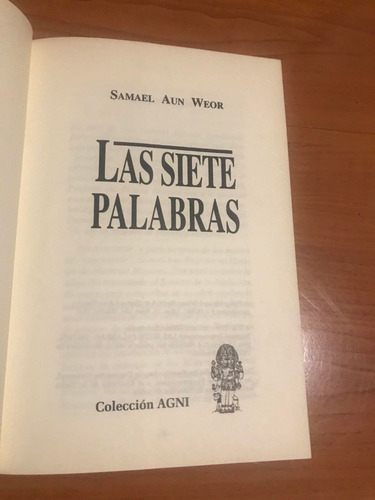 Samael Aun Weor
LAS SIETE
PALABRAS
Colección AGNI